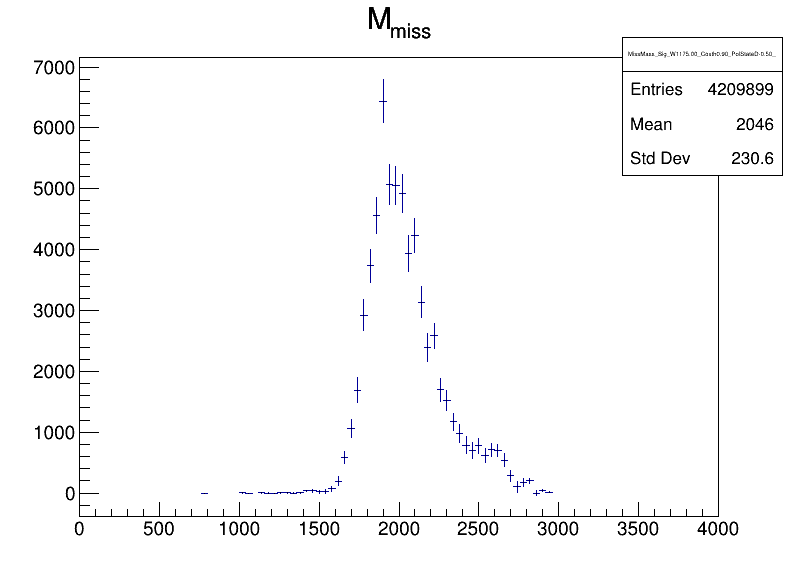 M_miss
MissMass_Sig_W1175.00_Costh0.90_PolStateD-0.50_
Entries 4209899
Mean 2046
Std Dev 230.6
7000
6000
5000
4000
3000
2000
1000
0
0 500 1000 1500 2000 2500 3000 3500 4000